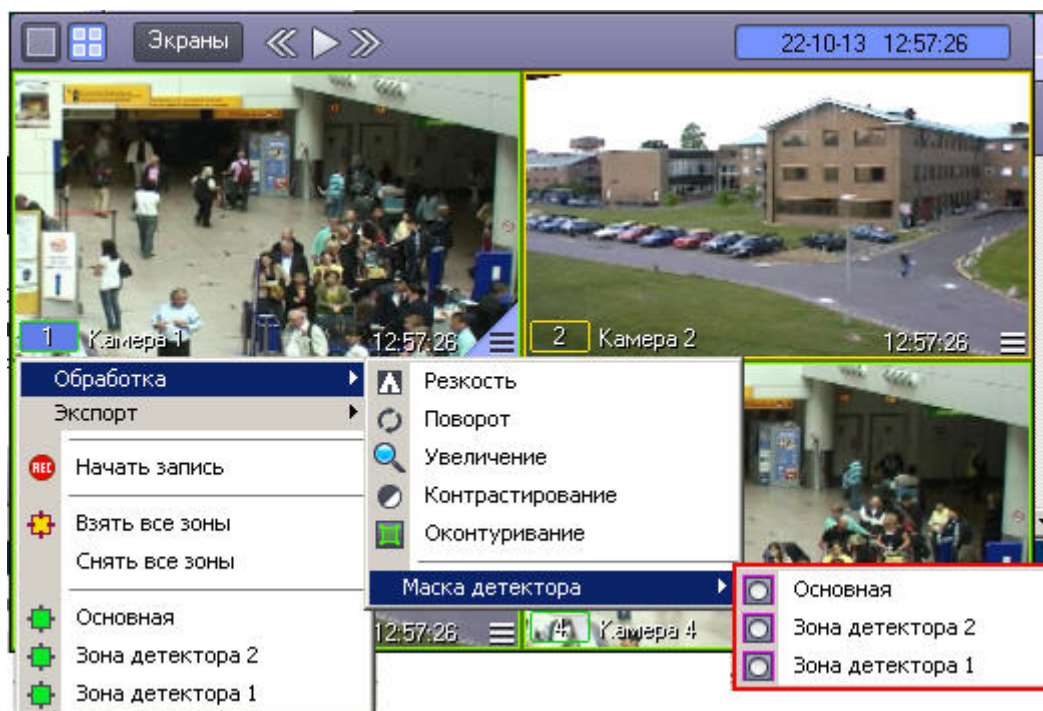 Экраны
22-10-13 12:57:26
1 Камера 1 12:57:26
2 Камера 2 12:57:26
Обработка
Экспорт
REC Начать запись
Взять все зоны
Снять все зоны
Основная
Зона детектора 2
Зона детектора 1
Резкость
Поворот
Увеличение
Контрастирование
Оконтуривание
Маска детектора
12:57:26
4 Камера 4
Основная
Зона детектора 2
Зона детектора 1